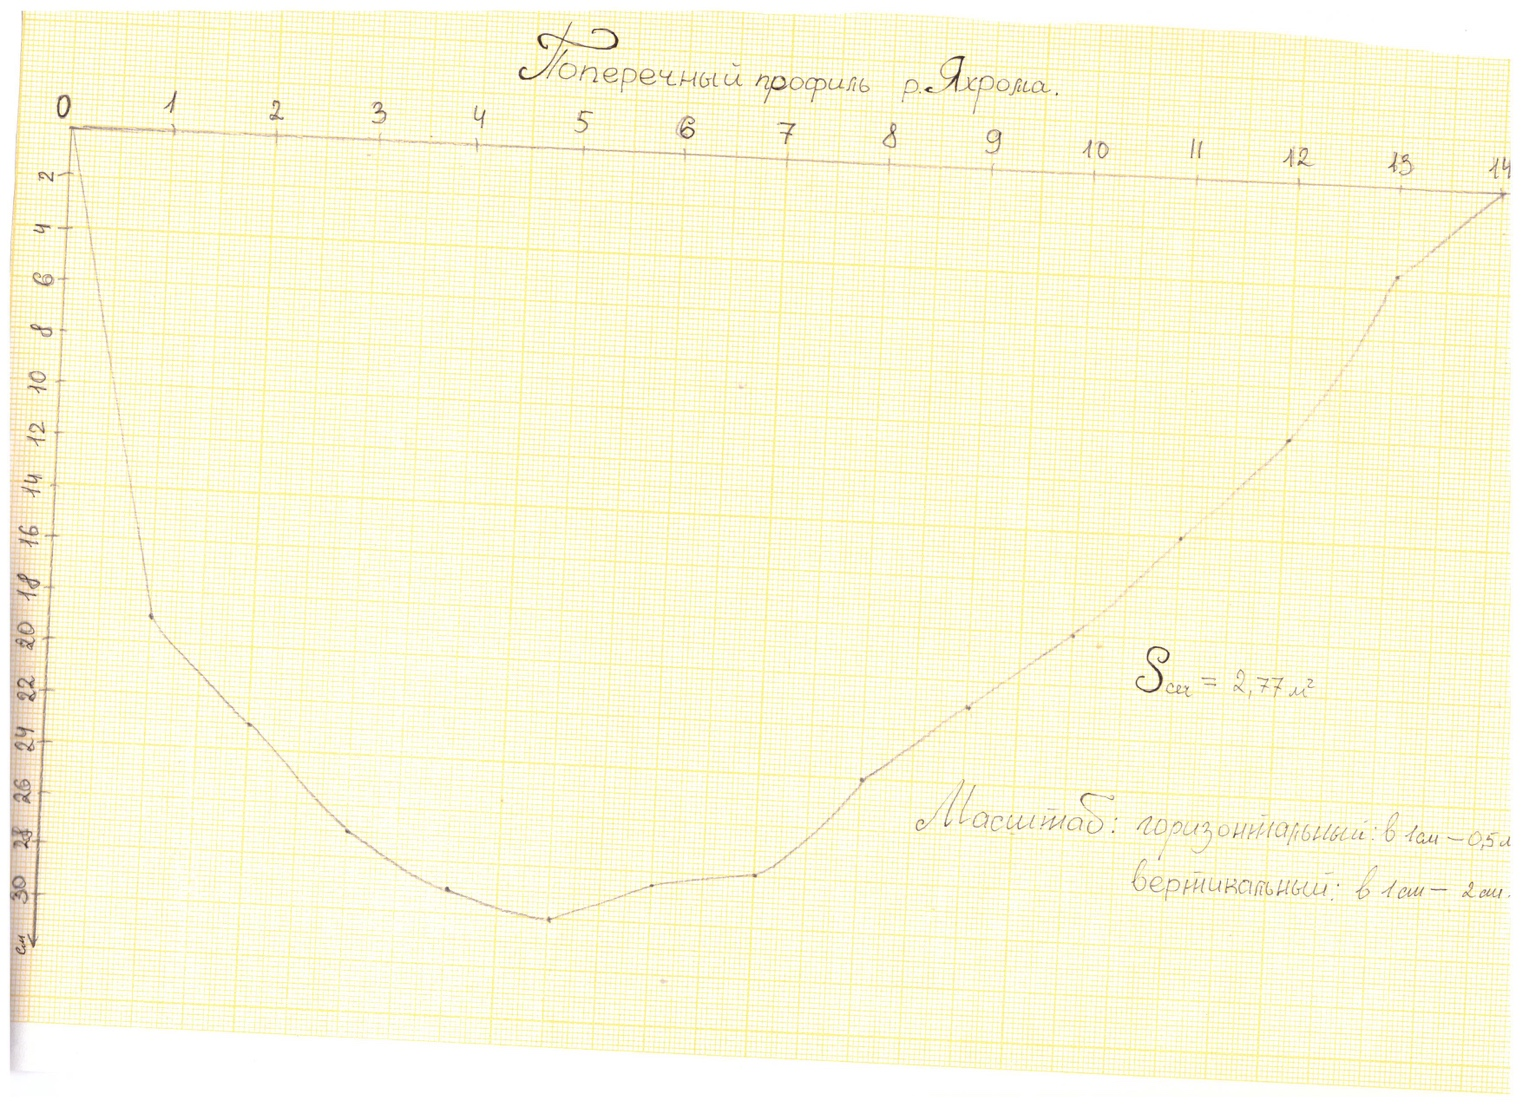 Поперечный профиль р. Яхрома.
0 1 2 3 4 5 6 7 8 9 10 11 12 13 14
2
4
6
8
10
12
14
16
18
20
22
24
26
28
30
см
Sсеч = 2,77 м²
Масштаб: горизонтальный: в 1см – 0,5 м
вертикальный: в 1 см – 2 см.